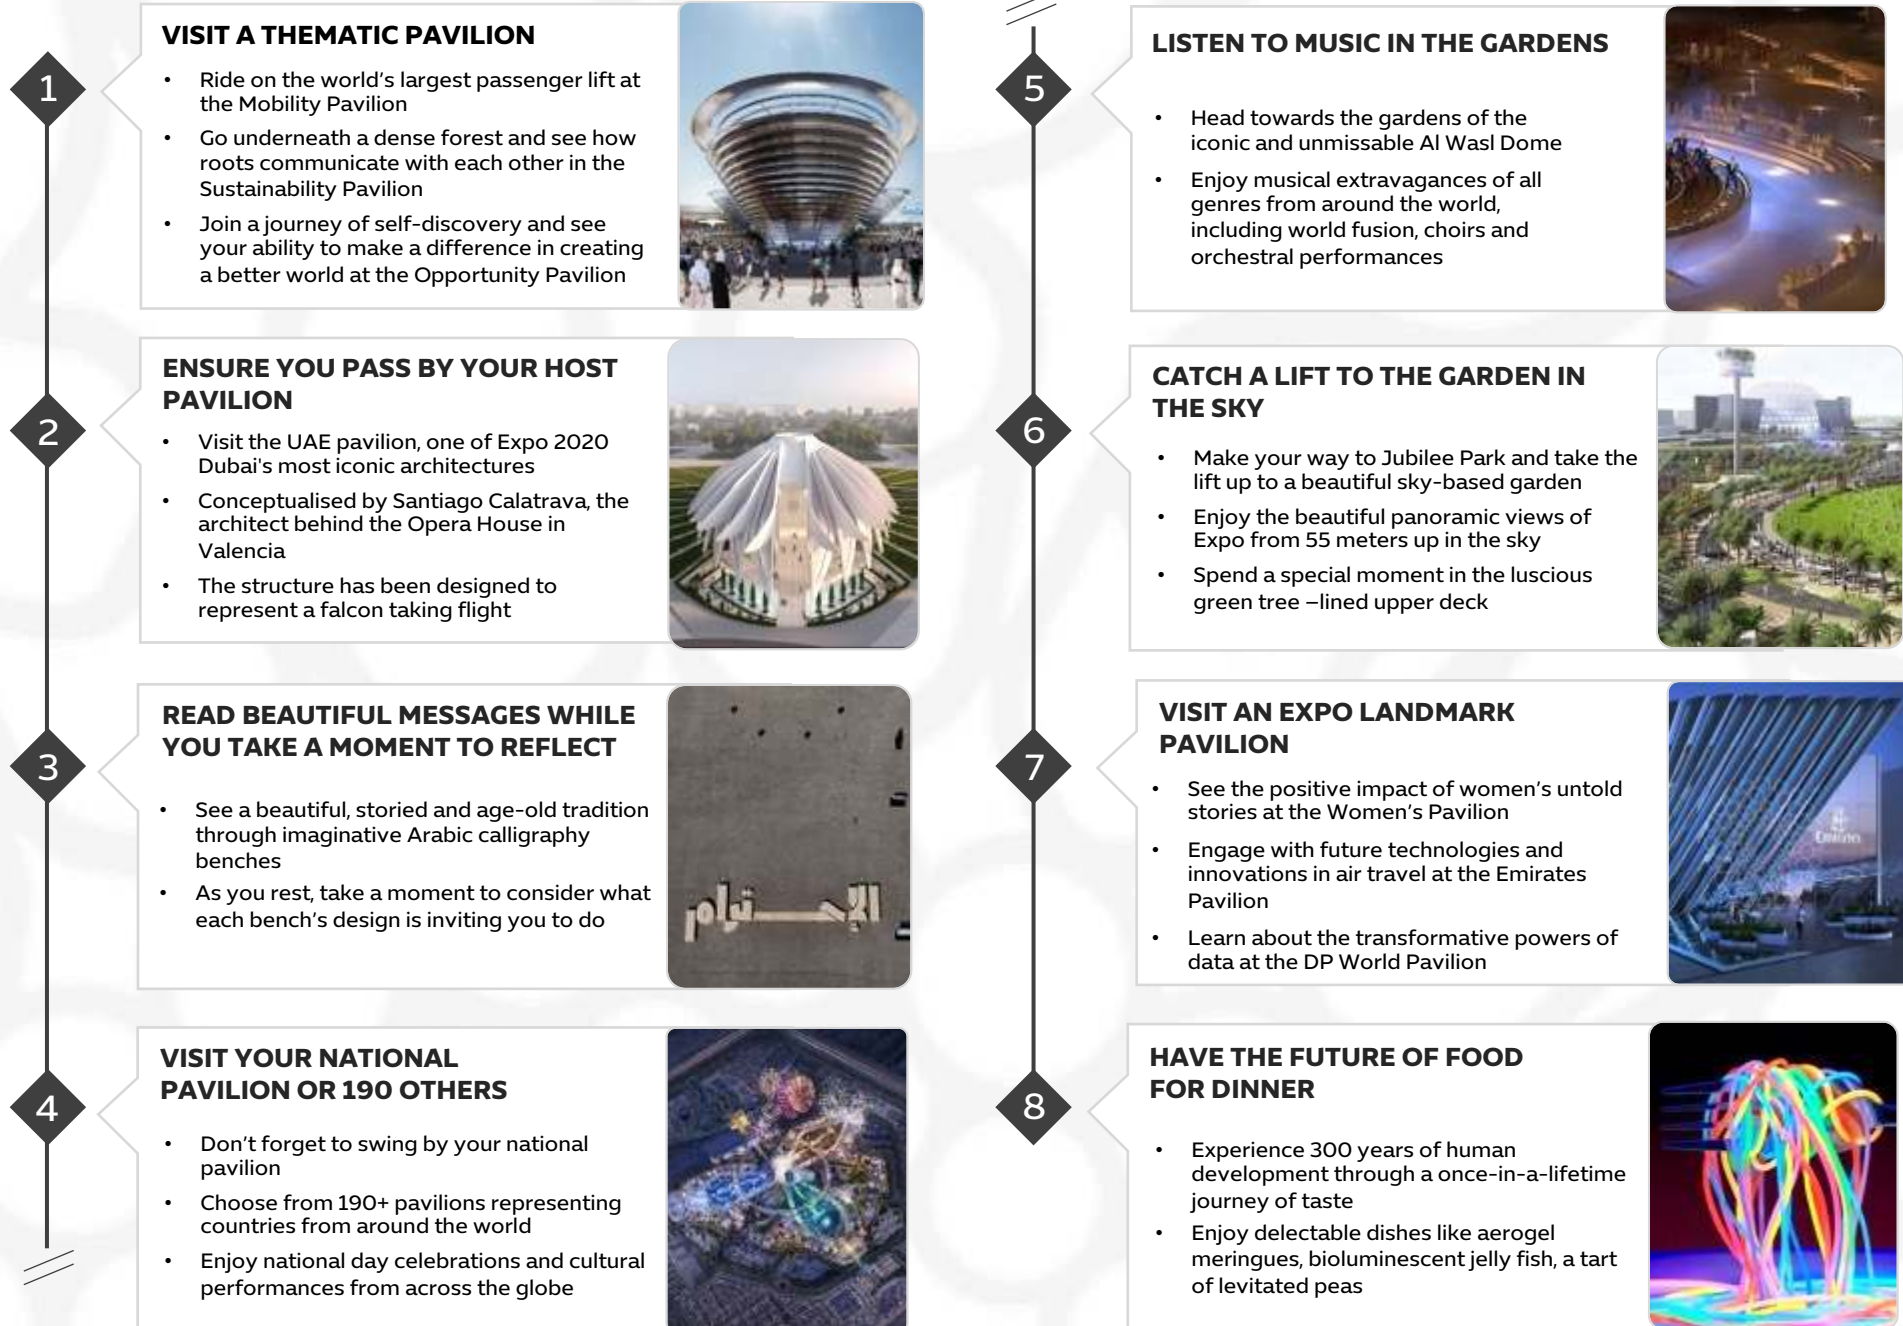 1
VISIT A THEMATIC PAVILION
• Ride on the world’s largest passenger lift at
the Mobility Pavilion
• Go underneath a dense forest and see how
roots communicate with each other in the
Sustainability Pavilion
• Join a journey of self-discovery and see
your ability to make a difference in creating
a better world at the Opportunity Pavilion
2
ENSURE YOU PASS BY YOUR HOST
PAVILION
• Visit the UAE pavilion, one of Expo 2020
Dubai's most iconic architectures
• Conceptualised by Santiago Calatrava, the
architect behind the Opera House in
Valencia
• The structure has been designed to
represent a falcon taking flight
3
READ BEAUTIFUL MESSAGES WHILE
YOU TAKE A MOMENT TO REFLECT
• See a beautiful, storied and age-old tradition
through imaginative Arabic calligraphy
benches
• As you rest, take a moment to consider what
each bench’s design is inviting you to do
الإحـــترام
4
VISIT YOUR NATIONAL
PAVILION OR 190 OTHERS
• Don’t forget to swing by your national
pavilion
• Choose from 190+ pavilions representing
countries from around the world
• Enjoy national day celebrations and cultural
performances from across the globe
5
LISTEN TO MUSIC IN THE GARDENS
• Head towards the gardens of the
iconic and unmissable Al Wasl Dome
• Enjoy musical extravagances of all
genres from around the world,
including world fusion, choirs and
orchestral performances
6
CATCH A LIFT TO THE GARDEN IN
THE SKY
• Make your way to Jubilee Park and take the
lift up to a beautiful sky-based garden
• Enjoy the beautiful panoramic views of
Expo from 55 meters up in the sky
• Spend a special moment in the luscious
green tree –lined upper deck
7
VISIT AN EXPO LANDMARK
PAVILION
• See the positive impact of women’s untold
stories at the Women’s Pavilion
• Engage with future technologies and
innovations in air travel at the Emirates
Pavilion
• Learn about the transformative powers of
data at the DP World Pavilion
Emirates
8
HAVE THE FUTURE OF FOOD
FOR DINNER
• Experience 300 years of human
development through a once-in-a-lifetime
journey of taste
• Enjoy delectable dishes like aerogel
meringues, bioluminescent jelly fish, a tart
of levitated peas